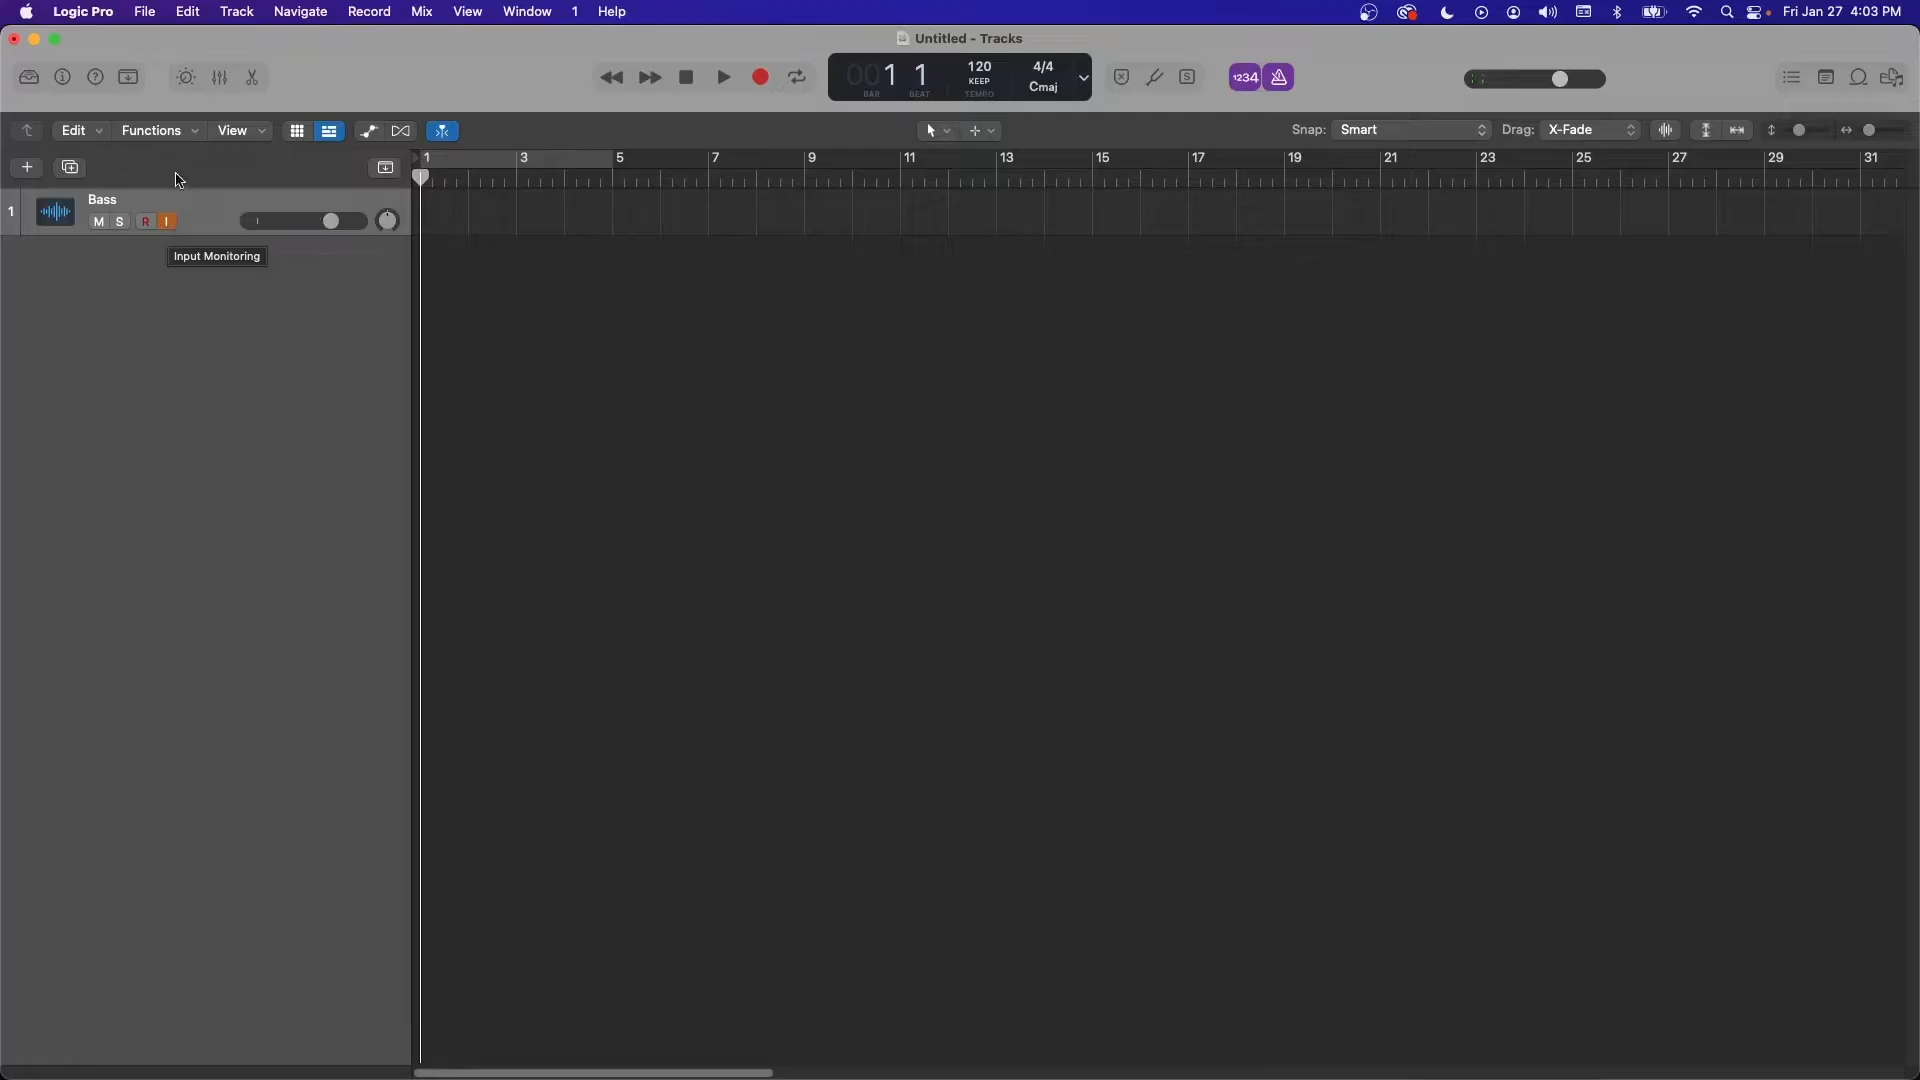 Logic Pro File Edit Track Navigate Record Mix View Window 1 Help Fri Jan 27 4:03 PM
Untitled - Tracks
001 1 120 4/4
KEEP Cmaj
BAR BEAT TEMPO
S
1234
Edit Functions View Snap: Smart Drag: X-Fade
1 3 5 7 9 11 13 15 17 19 21 23 25 27 29 31
1 Bass
M S R I
Input Monitoring